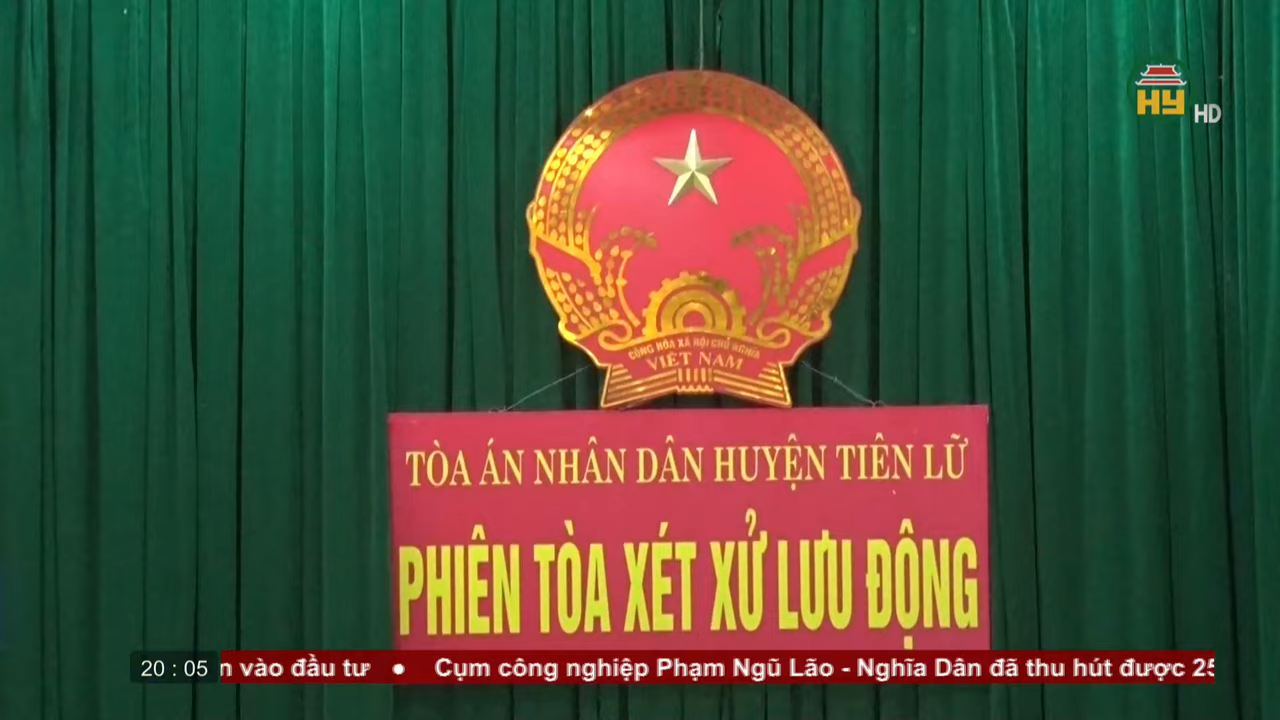 HY HD
CỘNG HÒA XÃ HỘI CHỦ NGHĨA
VIỆT NAM
TÒA ÁN NHÂN DÂN HUYỆN TIÊN LỮ
PHIÊN TÒA XÉT XỬ LƯU ĐỘNG
20 : 05 n vào đầu tư ● Cụm công nghiệp Phạm Ngũ Lão - Nghĩa Dân đã thu hút được 25